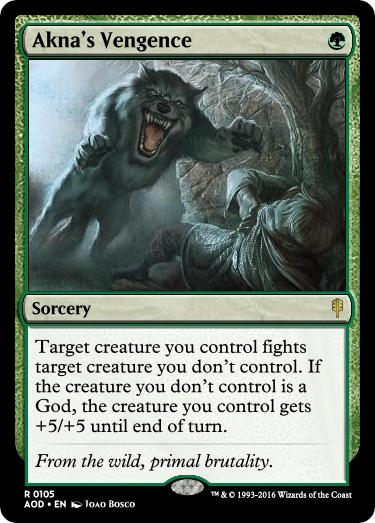 Akna's Vengence
Sorcery
Target creature you control fights
target creature you don't control. If
the creature you don't control is a
God, the creature you control gets
+5/+5 until end of turn.
From the wild, primal brutality.
R 0105
AOD • EN Joao Bosco
™ & © 1993-2016 Wizards of the Coast